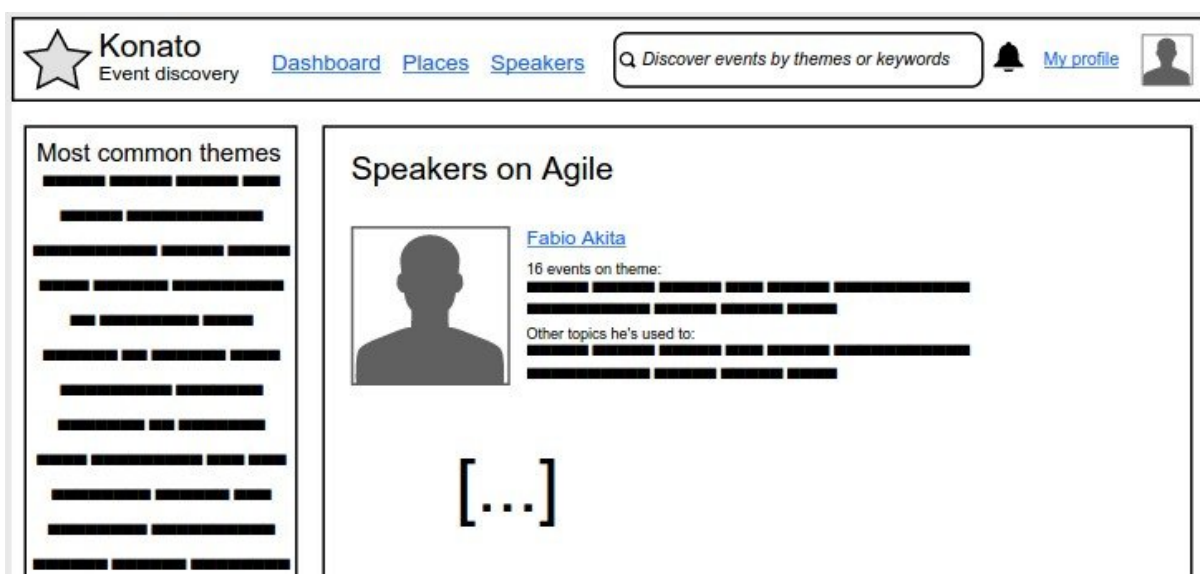 Konato
Event discovery
Dashboard Places Speakers
Discover events by themes or keywords
My profile
Most common themes
Speakers on Agile
Fabio Akita
16 events on theme:
Other topics he's used to:
[...]